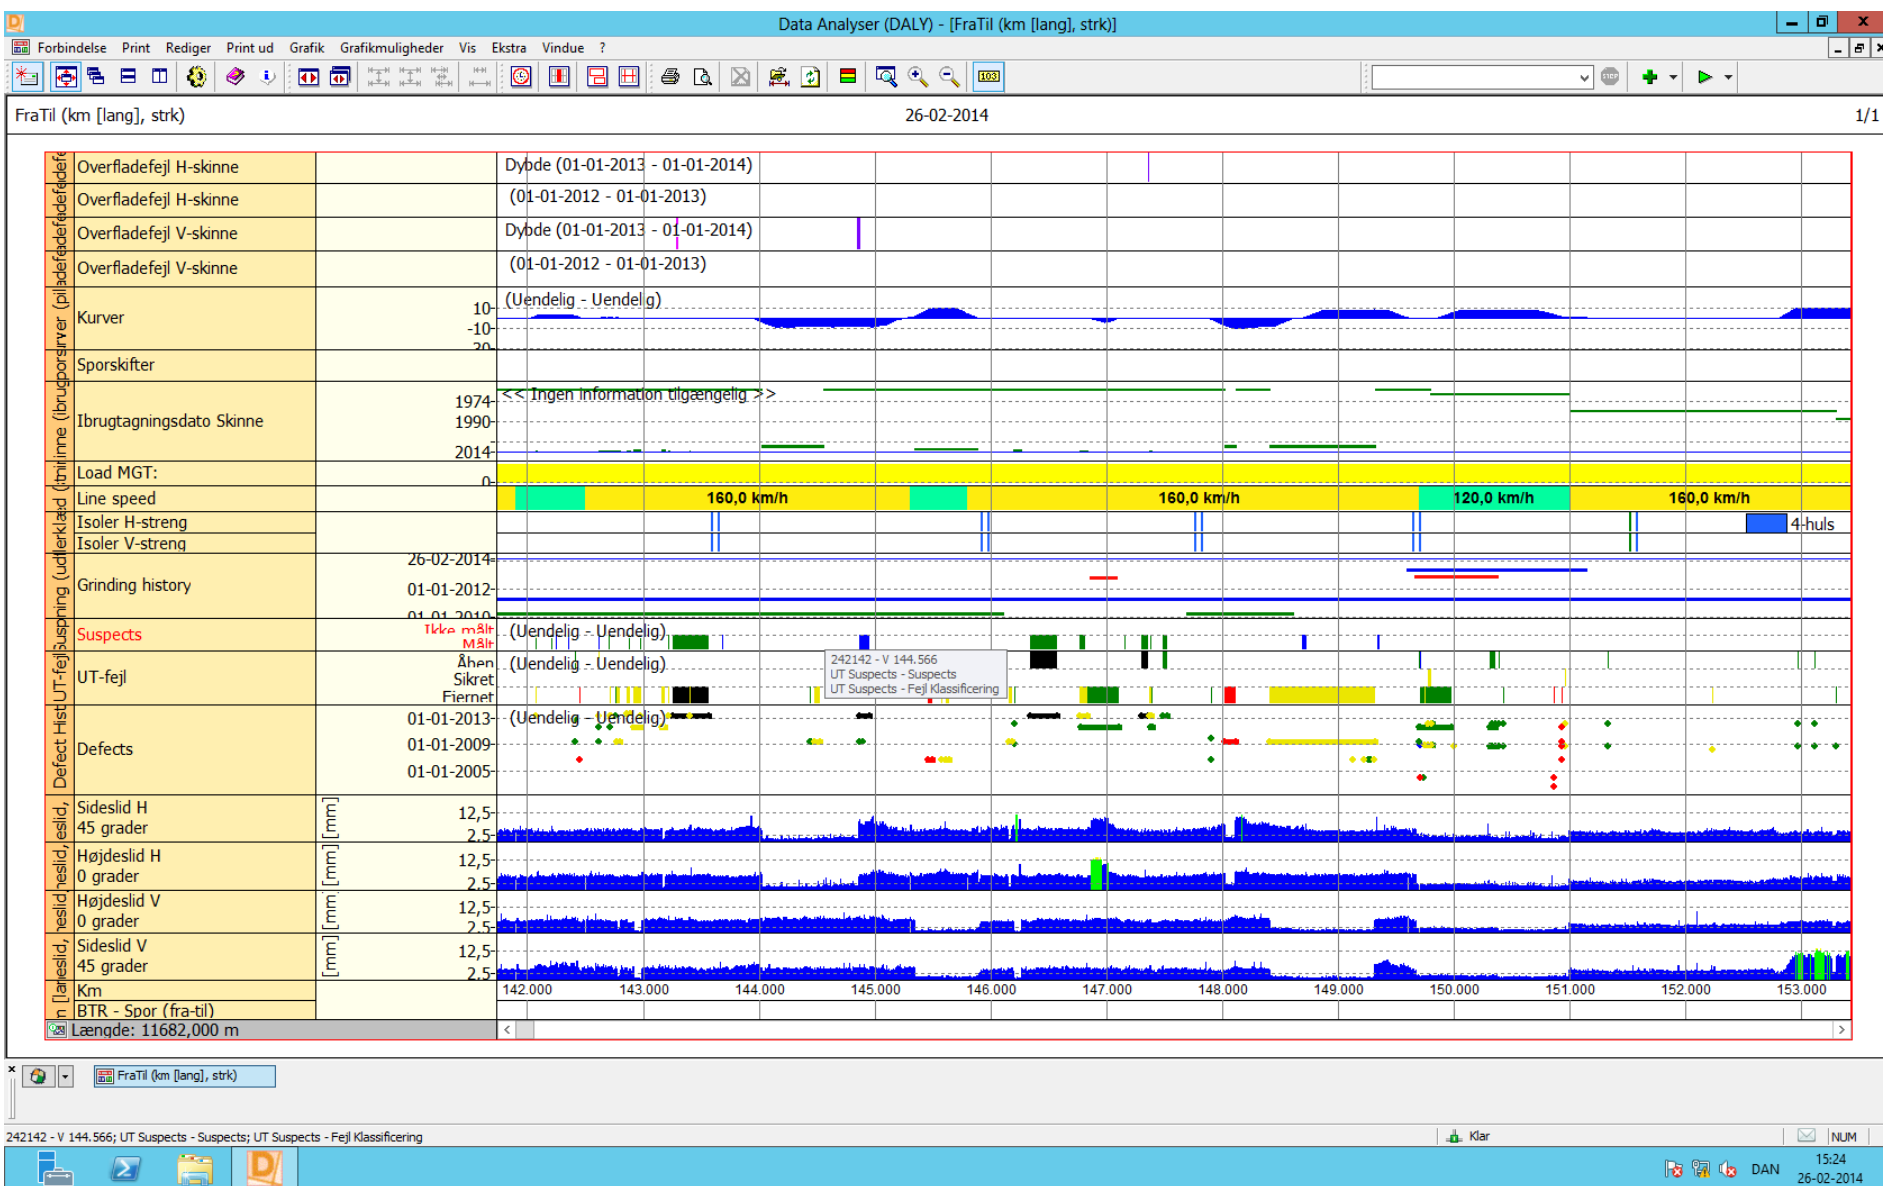 Data Analyser (DALY) - [FraTil (km [lang], strk)]
Forbindelse Print Rediger Print ud Grafik Grafikmuligheder Vis Ekstra Vindue ?
STOP
103
FraTil (km [lang], strk) 26-02-2014 1/1
Overfladefejl H-skinne Dybde (01-01-2013 - 01-01-2014)
Overfladefejl H-skinne (01-01-2012 - 01-01-2013)
Overfladefejl V-skinne Dybde (01-01-2013 - 01-01-2014)
Overfladefejl V-skinne (01-01-2012 - 01-01-2013)
Kurver 10 (Uendelig - Uendelig)
-10
Sporskifter
Ibrugtagningsdato Skinne << Ingen information tilgængelig >>
1974
1990
2014
Load MGT: 0
Line speed 160,0 km/h 160,0 km/h 120,0 km/h 160,0 km/h
Isoler H-streng 4-huls
Isoler V-streng
Grinding history 26-02-2014
01-01-2012
01-01-2010
Suspects Ikke målt (Uendelig - Uendelig)
Målt
UT-fejl Åben (Uendelig - Uendelig)
Sikret
Fjernet
242142 - V 144.566
UT Suspects - Suspects
UT Suspects - Fejl Klassificering
Defects 01-01-2013 (Uendelig - Uendelig)
01-01-2009
01-01-2005
Sideslid H
45 grader [mm] 12,5
2,5
Højdeslid H
0 grader [mm] 12,5
2,5
Højdeslid V
0 grader [mm] 12,5
2,5
Sideslid V
45 grader [mm] 12,5
2,5
Km 142.000 143.000 144.000 145.000 146.000 147.000 148.000 149.000 150.000 151.000 152.000 153.000
BTR - Spor (fra-til)
Længde: 11682,000 m
FraTil (km [lang], strk)
242142 - V 144.566; UT Suspects - Suspects; UT Suspects - Fejl Klassificering Klar NUM
DAN 15:24
26-02-2014